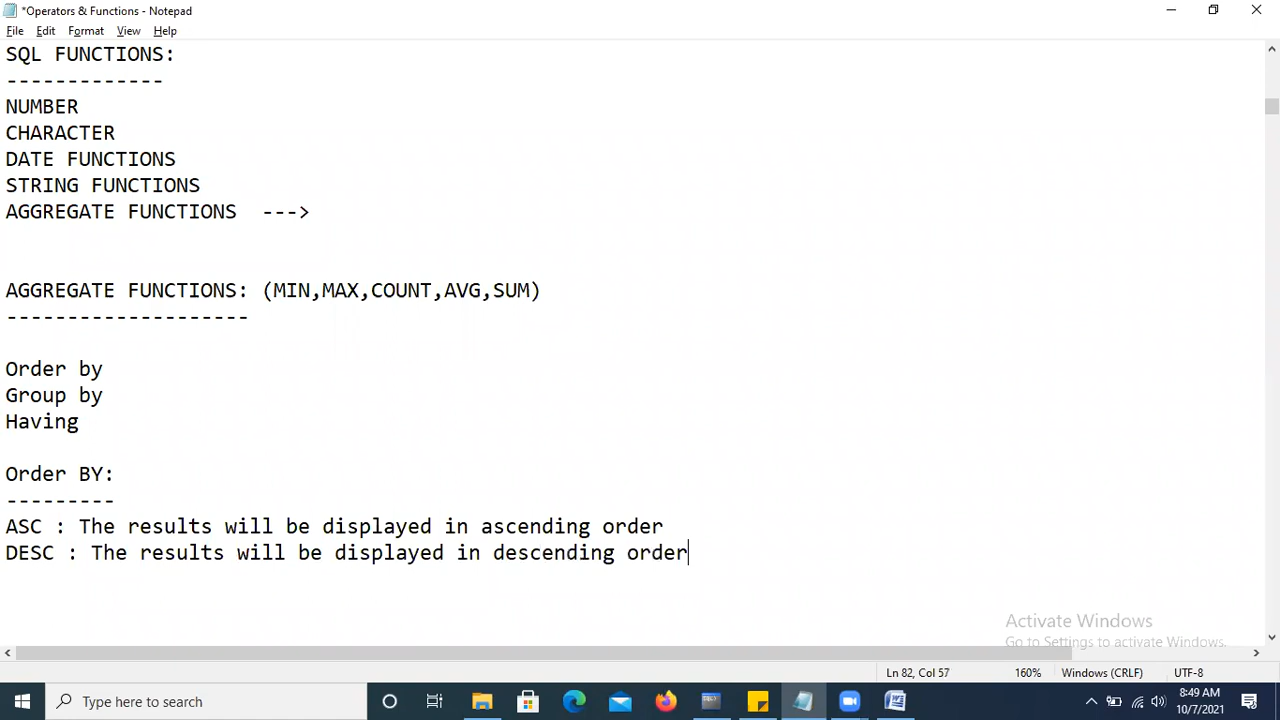 *Operators & Functions - Notepad
File Edit Format View Help
SQL FUNCTIONS:
-------------
NUMBER
CHARACTER
DATE FUNCTIONS
STRING FUNCTIONS
AGGREGATE FUNCTIONS  --->
AGGREGATE FUNCTIONS: (MIN,MAX,COUNT,AVG,SUM)
--------------------
Order by
Group by
Having
Order BY:
---------
ASC : The results will be displayed in ascending order
DESC : The results will be displayed in descending order
Activate Windows
Go to Settings to activate Windows.
Ln 82, Col 57 160% Windows (CRLF) UTF-8
Type here to search
8:49 AM
10/7/2021